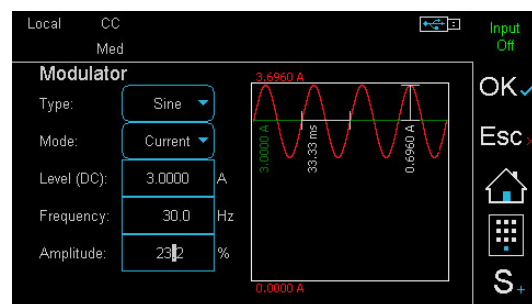 Local CC
Med
Input
Off
Modulator
Type: Sine
Mode: Current
Level (DC): 3.0000 A
Frequency: 30.0 Hz
Amplitude: 23.2 %
3.6960 A
3.0000 A
33.33 ms
0.6960 A
0.0000 A
OK
Esc
S+